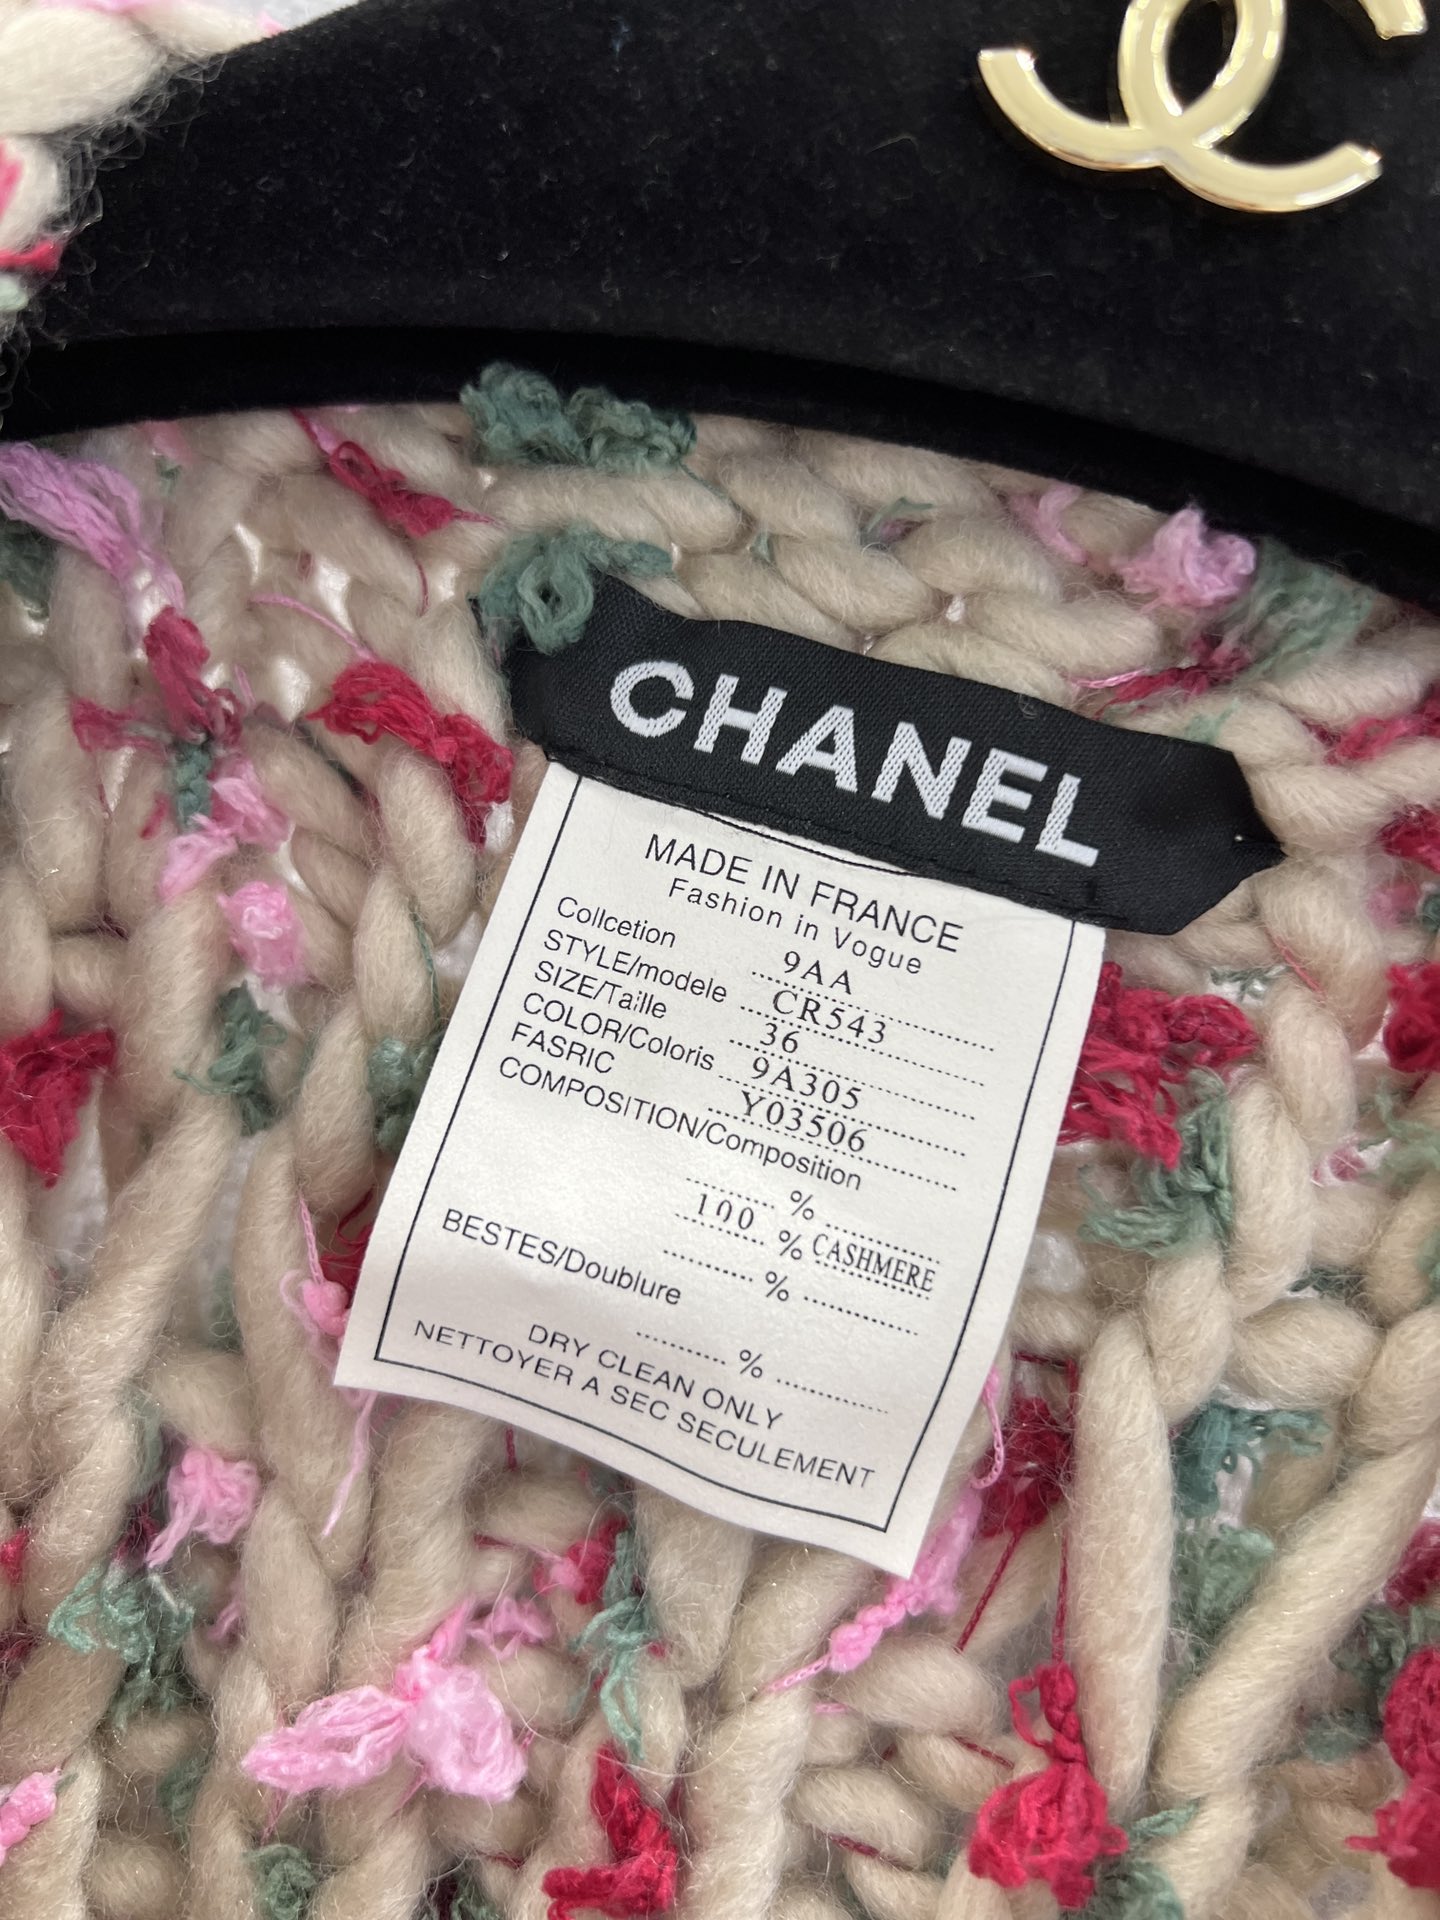 CHANEL
MADE IN FRANCE
Fashion in Vogue
Collcetion 9AA
STYLE/modele CR543
SIZE/Taille 36
COLOR/Coloris 9A305
FASRIC Y03506
COMPOSITION/Composition
%
100 % CASHMERE
%
BESTES/Doublure
%
DRY CLEAN ONLY
NETTOYER A SEC SECULEMENT